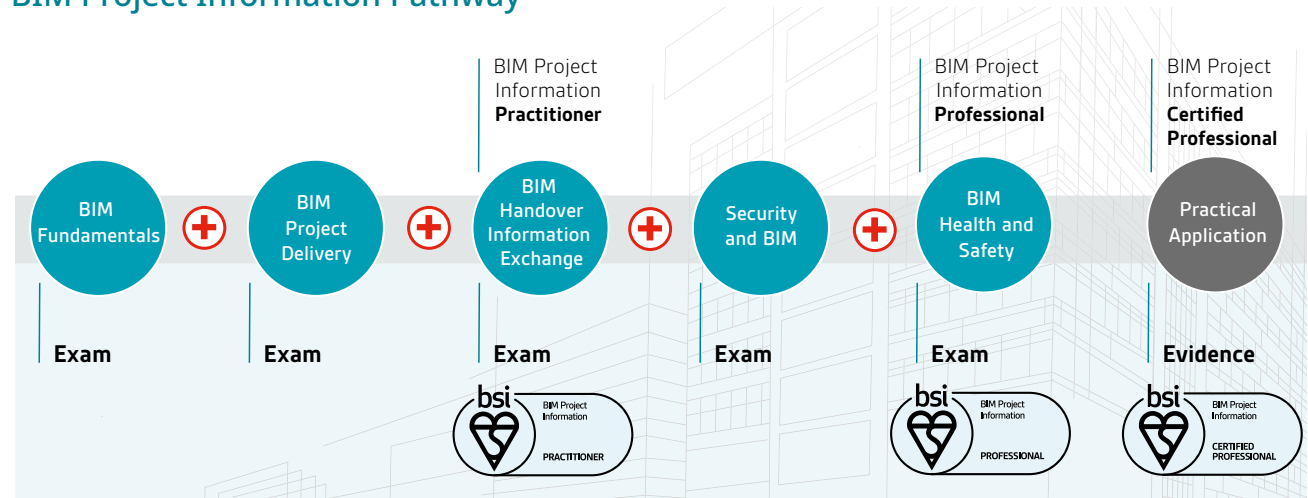 BIM Project Information Pathway
BIM Project
Information
Practitioner
BIM Project
Information
Professional
BIM Project
Information
Certified
Professional
BIM
Fundamentals
BIM
Project
Delivery
BIM
Handover
Information
Exchange
Security
and BIM
BIM
Health and
Safety
Practical
Application
Exam
Exam
Exam
Exam
Exam
Evidence
bsi
BIM Project
Information
PRACTITIONER
bsi
BIM Project
Information
PROFESSIONAL
bsi
BIM Project
Information
CERTIFIED
PROFESSIONAL